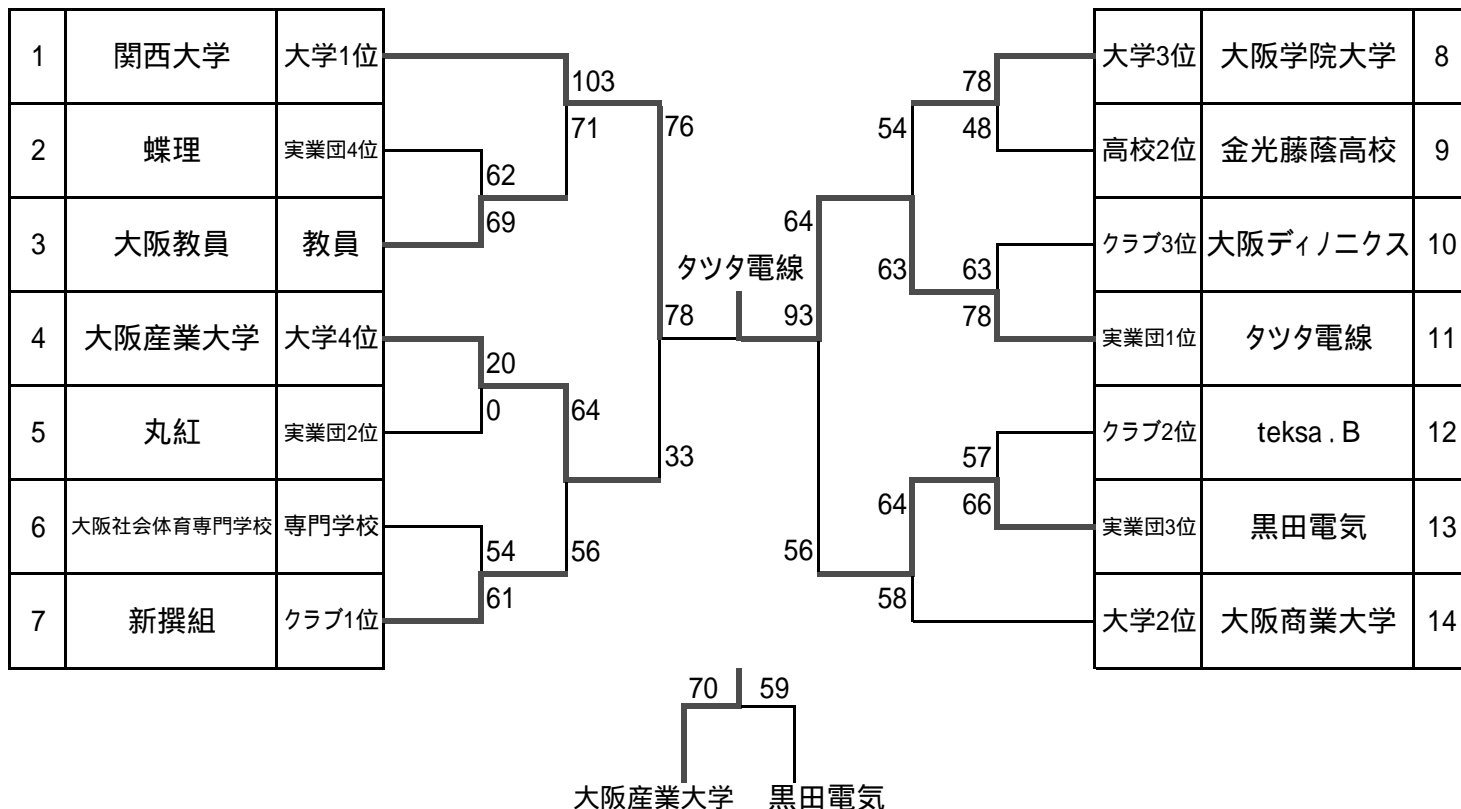 1 関西大学 大学1位
2 蝶理 実業団4位
3 大阪教員 教員
4 大阪産業大学 大学4位
5 丸紅 実業団2位
6 大阪社会体育専門学校 専門学校
7 新撰組 クラブ1位
103
71
62
69
76
20
0
64
33
54
61
56
78
タツタ電線
93
64
56
54
63
78
48
63
78
57
66
64
58
大学3位 大阪学院大学 8
高校2位 金光藤蔭高校 9
クラブ3位 大阪ディノニクス 10
実業団1位 タツタ電線 11
クラブ2位 teksa . B 12
実業団3位 黒田電気 13
大学2位 大阪商業大学 14
70 59
大阪産業大学 黒田電気